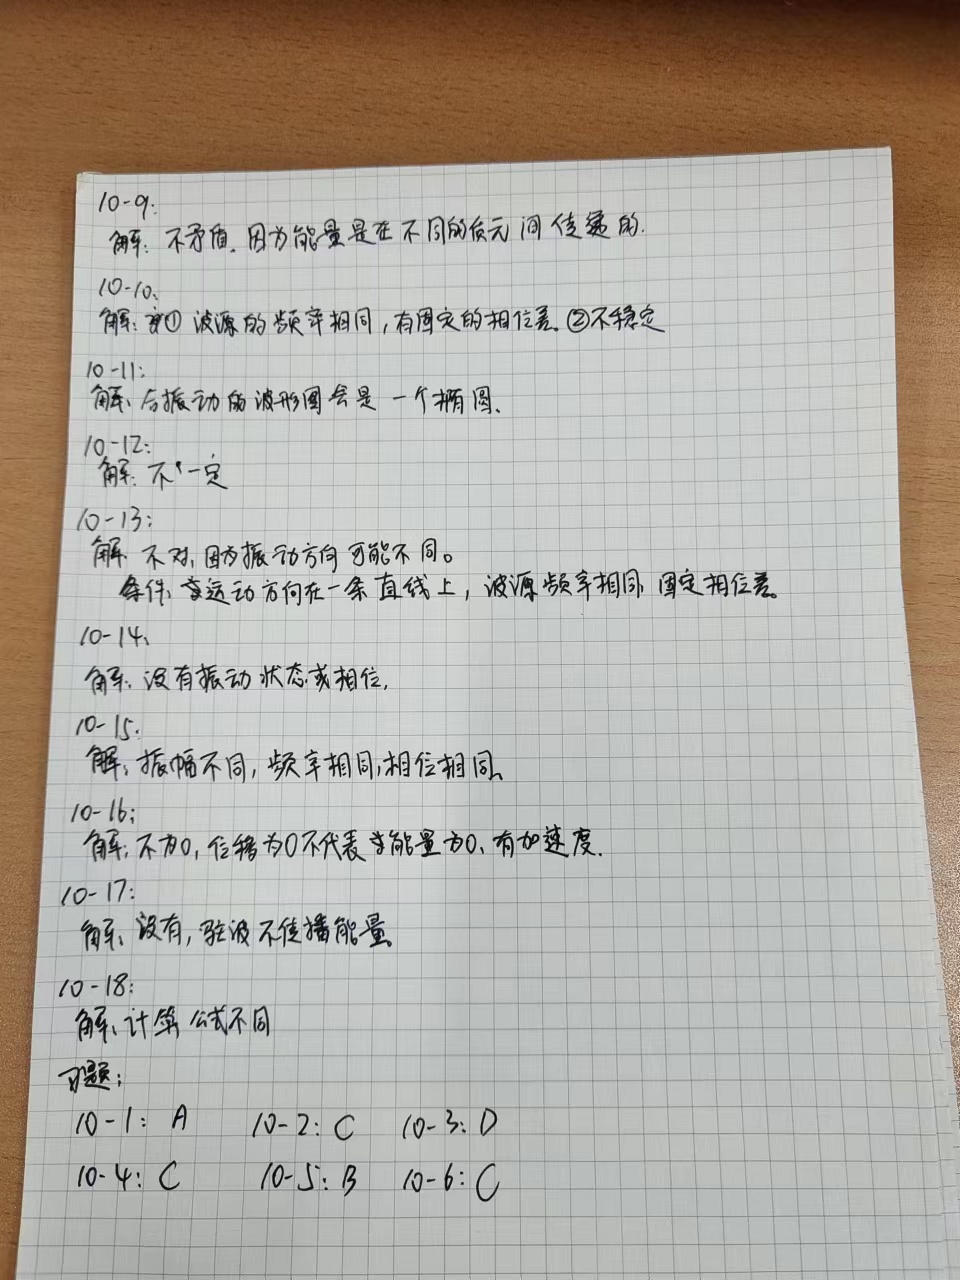 10-9:
解: 不矛盾. 因为能量是在不同的质元间传递的.
10-10:
解: ① 波源的频率相同, 有固定的相位差. ②不稳定
10-11:
解: 振动的波形图会是一个椭圆.
10-12:
解: 不一定
10-13:
解: 不对, 因为振动方向可能不同。
条件: 运动方向在一条直线上, 波源频率相同, 固定相位差.
10-14:
解: 没有振动状态或相位.
10-15:
解: 振幅不同, 频率相同, 相位相同.
10-16:
解: 不为0, 位移为0不代表能量为0, 有加速度.
10-17:
解: 没有, 驻波不传播能量.
10-18:
解: 计算公式不同
习题:
10-1: A 10-2: C 10-3: D
10-4: C 10-5: B 10-6: C